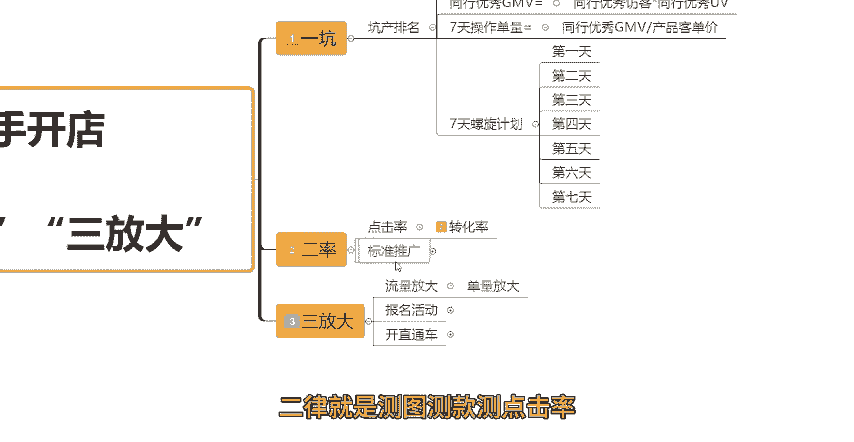 同行优秀GMV= 同行优秀访客*同行优秀UV
1 一坑
坑产排名
7天操作单量= 同行优秀GMV/产品客单价
第一天
第二天
第三天
7天螺旋计划
第四天
第五天
第六天
第七天
手开店
” “三放大”
2 二率
点击率 转化率
标准推广
3 三放大
流量放大 单量放大
报名活动
开直通车
二律就是测图测款测点击率